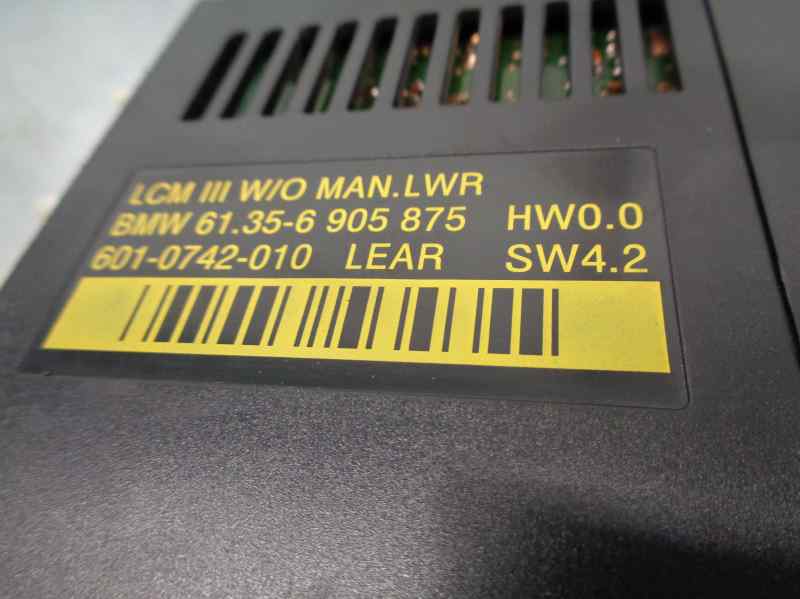 LCM III W/O MAN.LWR
BMW 61.35-6 905 875 HW0.0
601-0742-010 LEAR SW4.2